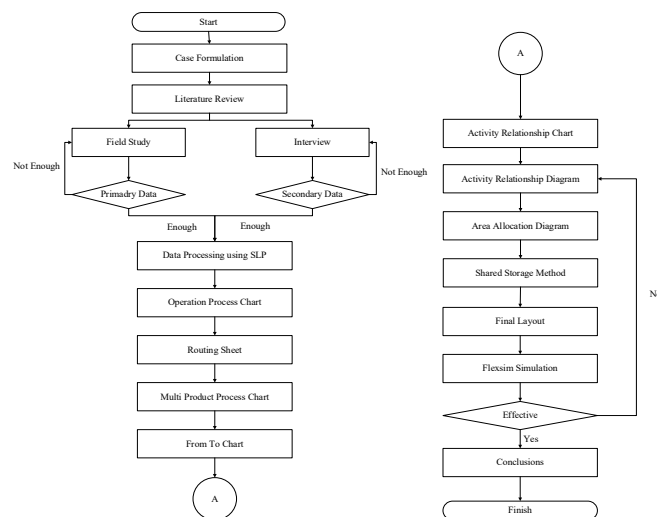 Start
Case Formulation
Literature Review
Field Study
Interview
Not Enough
Not Enough
Primadry Data
Secondary Data
Enough
Enough
Data Processing using SLP
Operation Process Chart
Routing Sheet
Multi Product Process Chart
From To Chart
A
A
Activity Relationship Chart
Activity Relationship Diagram
Area Allocation Diagram
Shared Storage Method
N
Final Layout
Flexsim Simulation
Effective
Yes
Conclusions
Finish